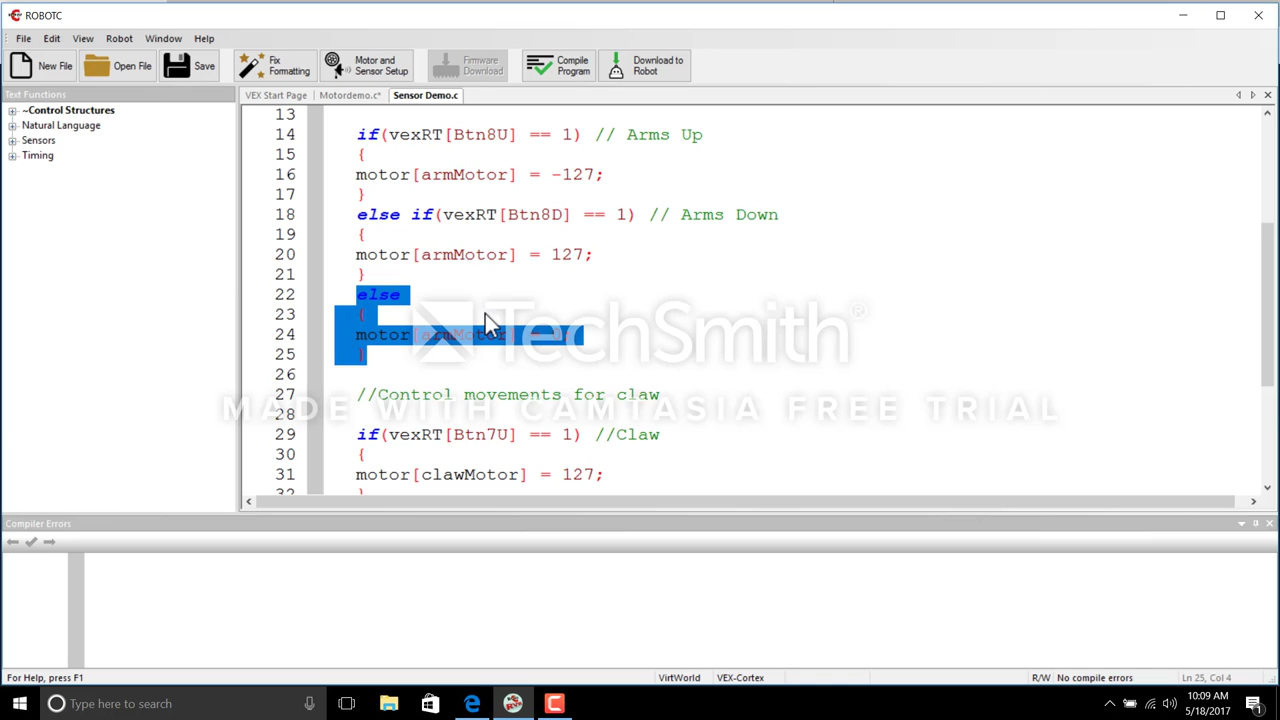 ROBOTC
File Edit View Robot Window Help
New File Open File Save Fix Formatting Motor and Sensor Setup Firmware Download Compile Program Download to Robot
Text Functions
VEX Start Page Motordemo.c* Sensor Demo.c
~Control Structures
Natural Language
Sensors
Timing
13
14 if(vexRT[Btn8U] == 1) // Arms Up
15 {
16 motor[armMotor] = -127;
17 }
18 else if(vexRT[Btn8D] == 1) // Arms Down
19 {
20 motor[armMotor] = 127;
21 }
22 else
23 {
24 motor[armMotor] = 0;
25 }
26
27 //Control movements for claw
28
29 if(vexRT[Btn7U] == 1) //Claw
30 {
31 motor[clawMotor] = 127;
32 }
TechSmith®
MADE WITH CAMTASIA FREE TRIAL
Compiler Errors
For Help, press F1 VirtWorld VEX-Cortex R/W No compile errors Ln 25, Col 4
Type here to search
10:09 AM
5/18/2017
1